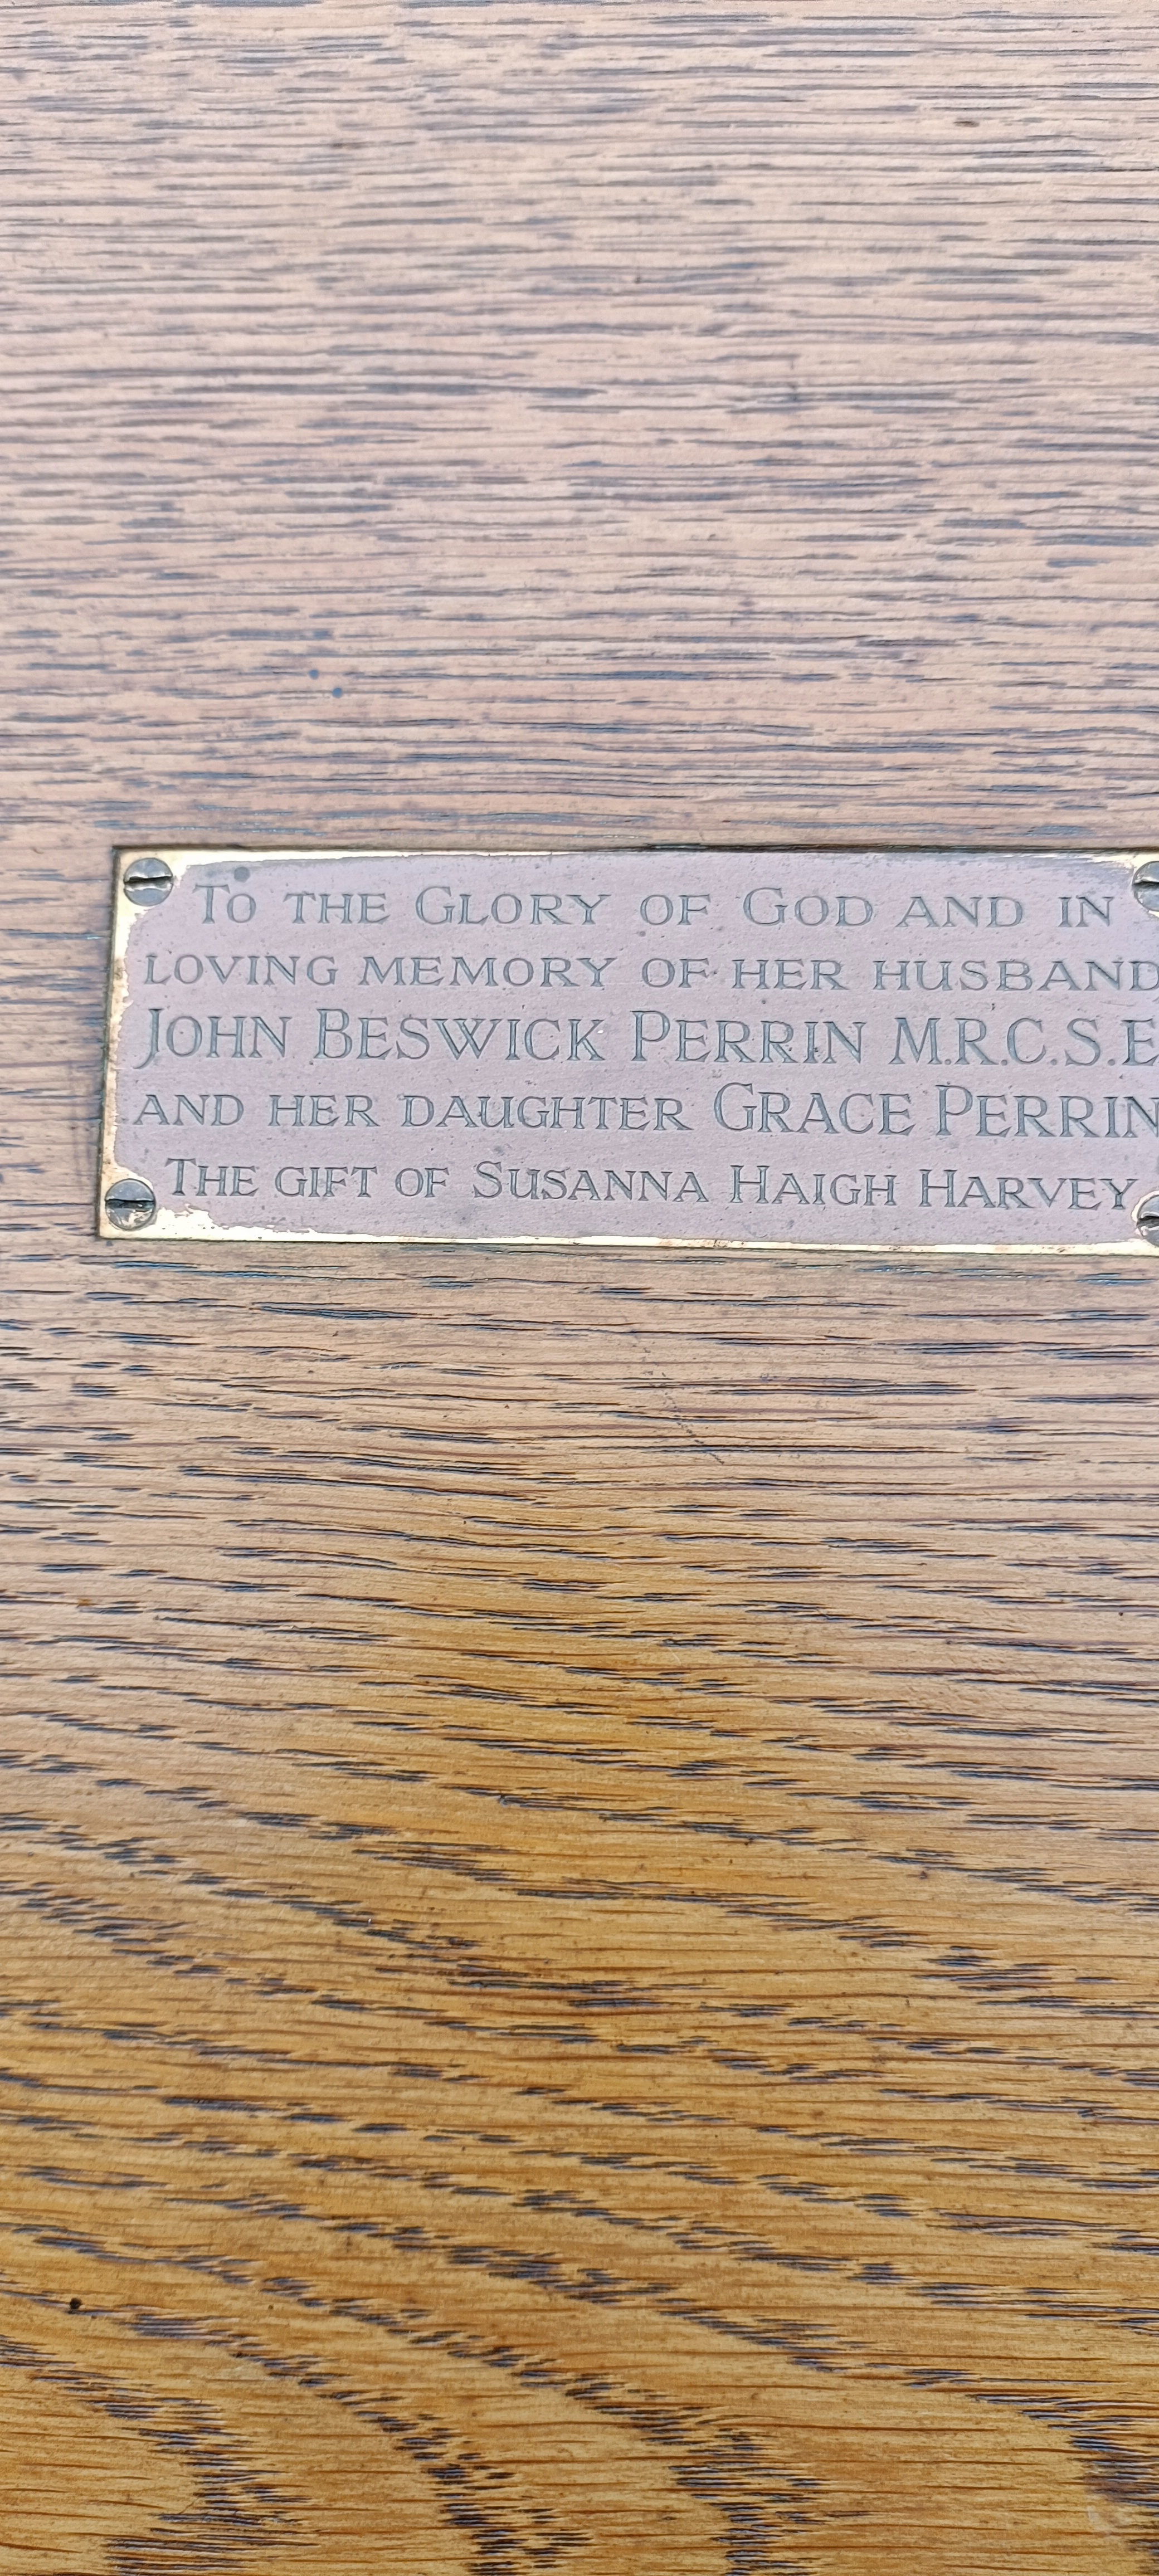 To the Glory of God and in
loving memory of her husband
John Beswick Perrin M.R.C.S.E
and her daughter Grace Perrin
The gift of Susanna Haigh Harvey